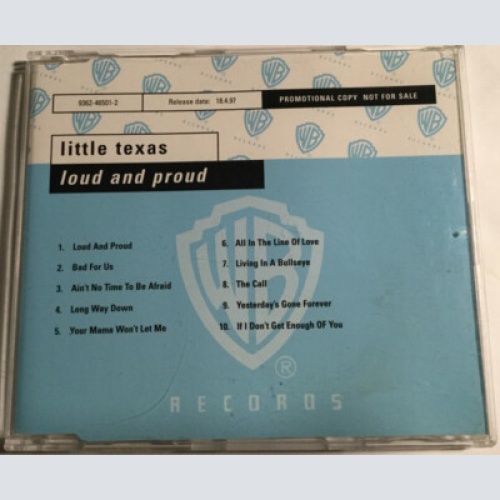 9362-46501-2
Release date: 18.4.97
PROMOTIONAL COPY NOT FOR SALE
little texas
loud and proud
1. Loud And Proud
2. Bad For Us
3. Ain't No Time To Be Afraid
4. Long Way Down
5. Your Mama Won't Let Me
6. All In The Line Of Love
7. Living In A Bullseye
8. The Call
9. Yesterday's Gone Forever
10. If I Don't Get Enough OF You
WB
®
RECORDS